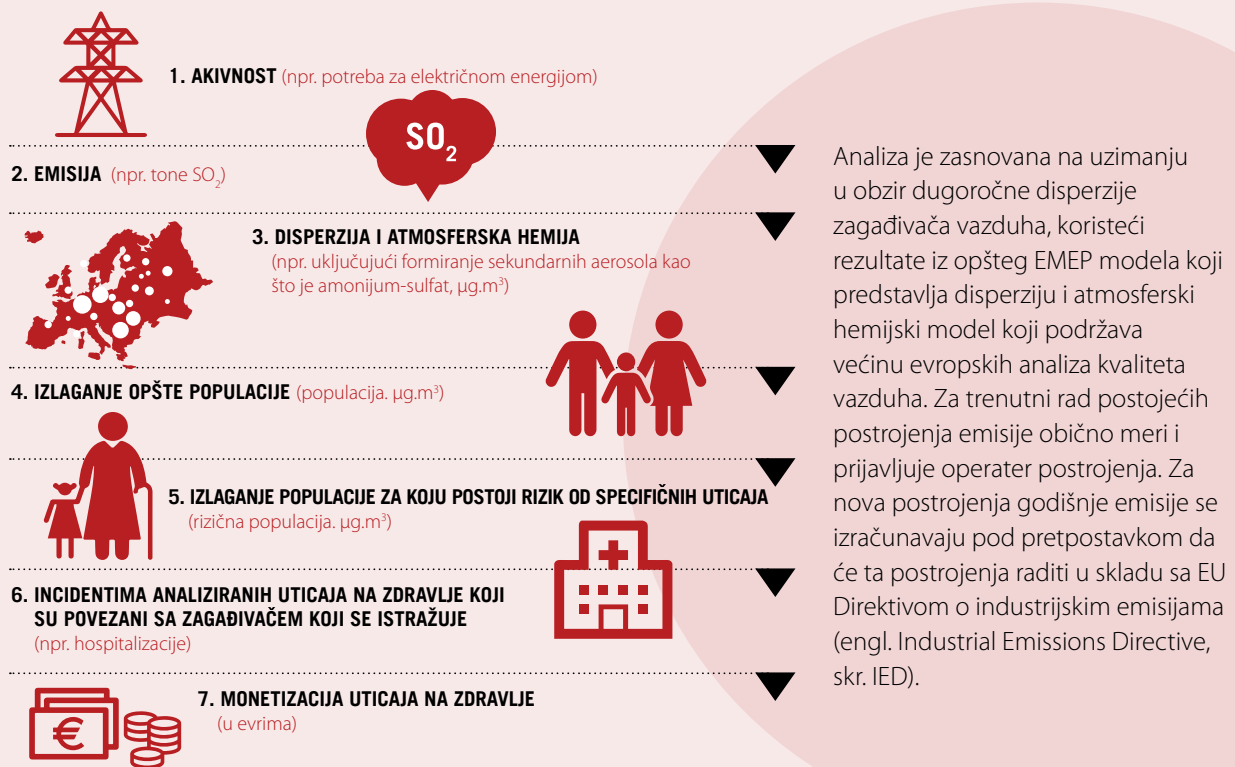 1. AKIVNOST (npr. potreba za električnom energijom)
SO₂
2. EMISIJA (npr. tone SO₂)
3. DISPERZIJA I ATMOSFERSKA HEMIJA
(npr. uključujući formiranje sekundarnih aerosola kao
što je amonijum-sulfat, µg.m³)
4. IZLAGANJE OPŠTE POPULACIJE (populacija. µg.m³)
5. IZLAGANJE POPULACIJE ZA KOJU POSTOJI RIZIK OD SPECIFIČNIH UTICAJA
(rizična populacija. µg.m³)
6. INCIDENTIMA ANALIZIRANIH UTICAJA NA ZDRAVLJE KOJI
SU POVEZANI SA ZAGAĐIVAČEM KOJI SE ISTRAŽUJE
(npr. hospitalizacije)
7. MONETIZACIJA UTICAJA NA ZDRAVLJE
(u evrima)
€
Analiza je zasnovana na uzimanju
u obzir dugoročne disperzije
zagađivača vazduha, koristeći
rezultate iz opšteg EMEP modela koji
predstavlja disperziju i atmosferski
hemijski model koji podržava
većinu evropskih analiza kvaliteta
vazduha. Za trenutni rad postojećih
postrojenja emisije obično meri i
prijavljuje operater postrojenja. Za
nova postrojenja godišnje emisije se
izračunavaju pod pretpostavkom da
će ta postrojenja raditi u skladu sa EU
Direktivom o industrijskim emisijama
(engl. Industrial Emissions Directive,
skr. IED).